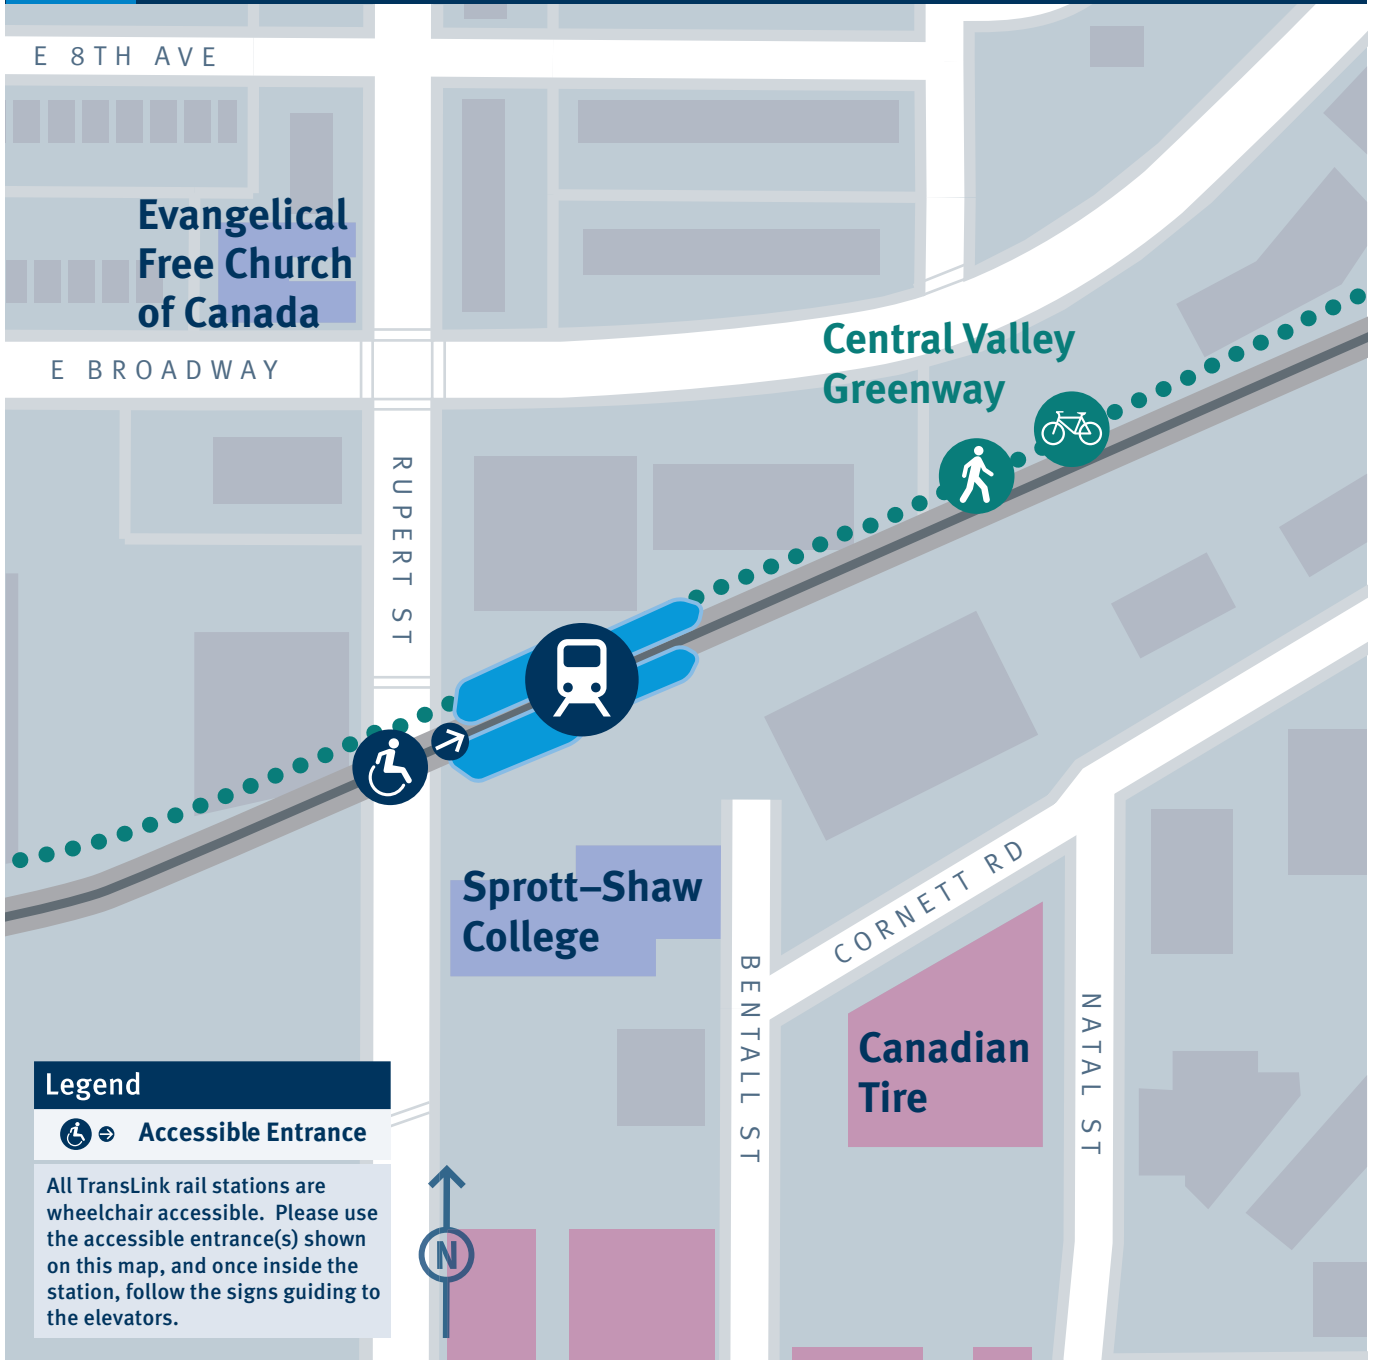 E 8TH AVE
Evangelical
Free Church
of Canada
E BROADWAY
Central Valley
Greenway
RUPERT ST
Sprott–Shaw
College
CORNETT RD
BENTALL ST
Canadian
Tire
NATAL ST
Legend
Accessible Entrance
All TransLink rail stations are
wheelchair accessible. Please use
the accessible entrance(s) shown
on this map, and once inside the
station, follow the signs guiding to
the elevators.
N